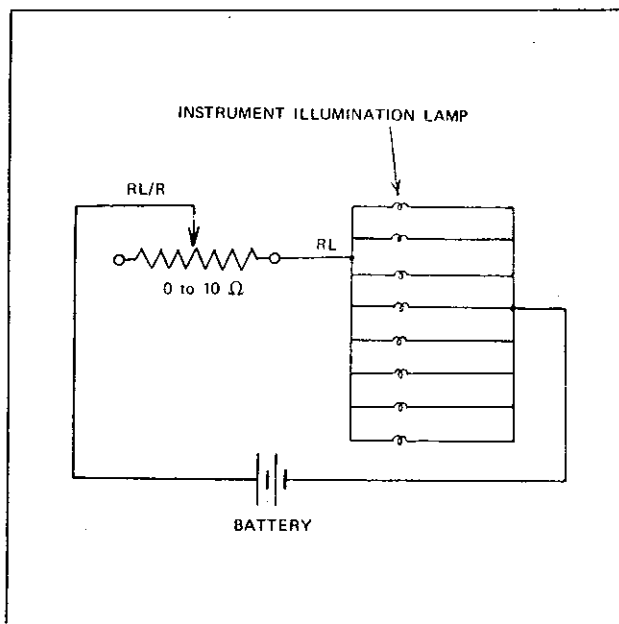 INSTRUMENT ILLUMINATION LAMP
RL/R
RL
0 to 10 Ω
BATTERY